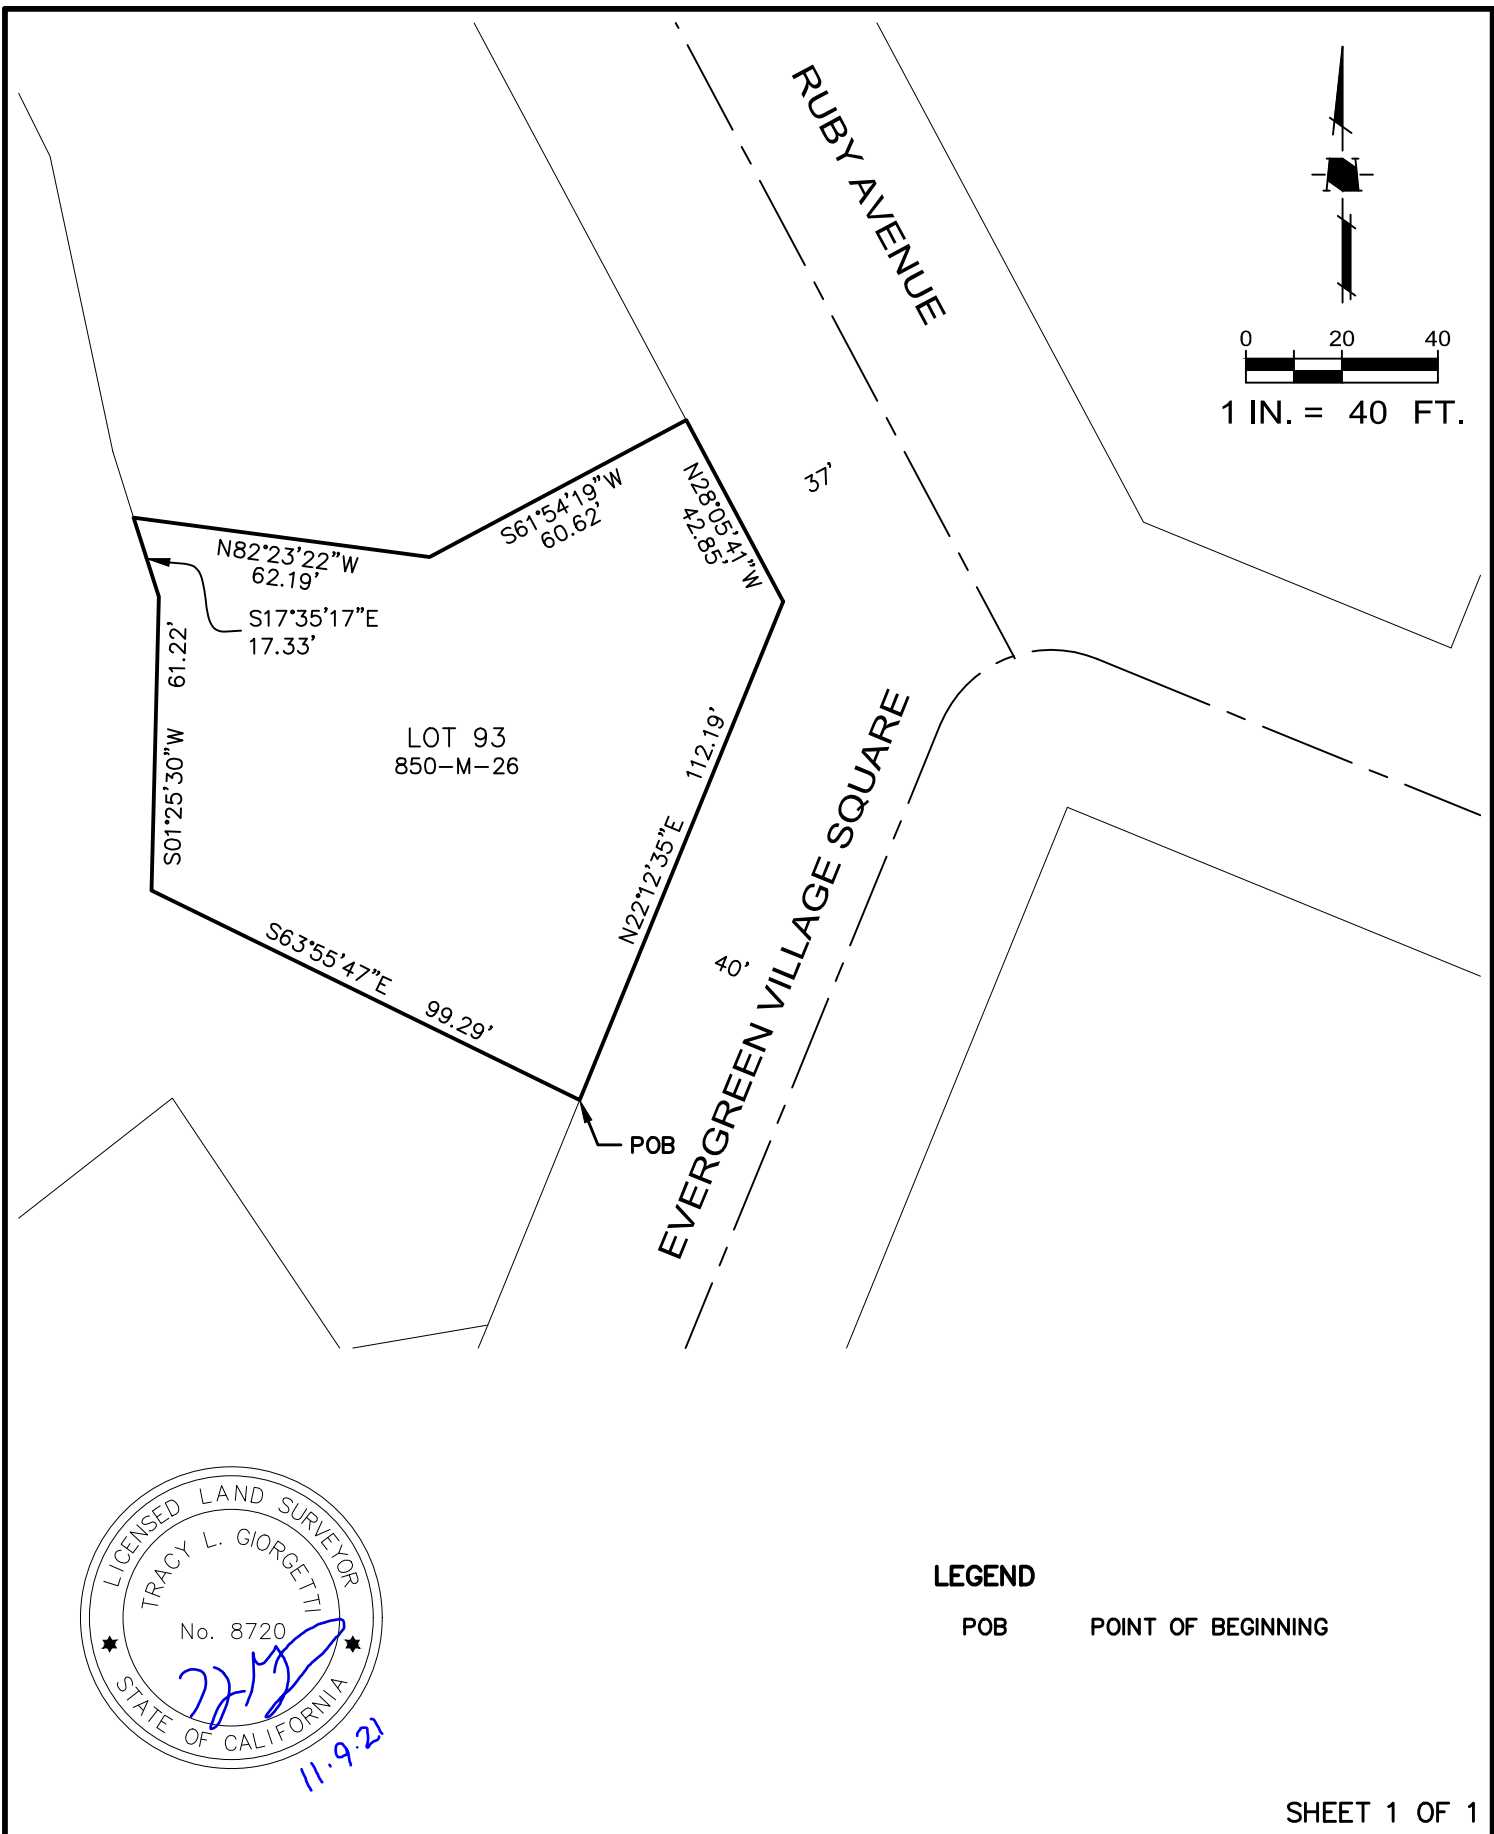 RUBY AVENUE
0 20 40
1 IN. = 40 FT.
37'
N28°05'41"W
42.85'
S61°54'19"W
60.62'
N82°23'22"W
62.19'
S17°35'17"E
17.33'
S01°25'30"W 61.22'
LOT 93
850-M-26
N22°12'35"E 112.19'
EVERGREEN VILLAGE SQUARE
40'
S63°55'47"E 99.29'
POB
LICENSED LAND SURVEYOR
TRACY L. GIORGETTI
No. 8720
STATE OF CALIFORNIA
11.9.21
LEGEND
POB POINT OF BEGINNING
SHEET 1 OF 1